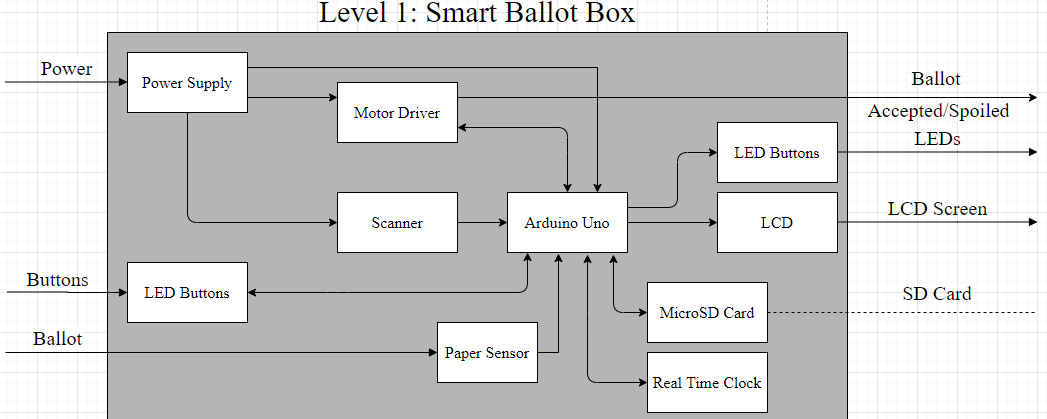 Level 1: Smart Ballot Box
Power
Power Supply
Ballot
Motor Driver
Accepted/Spoiled
LEDs
LED Buttons
Scanner
Arduino Uno
LCD
LCD Screen
Buttons
LED Buttons
SD Card
MicroSD Card
Ballot
Paper Sensor
Real Time Clock